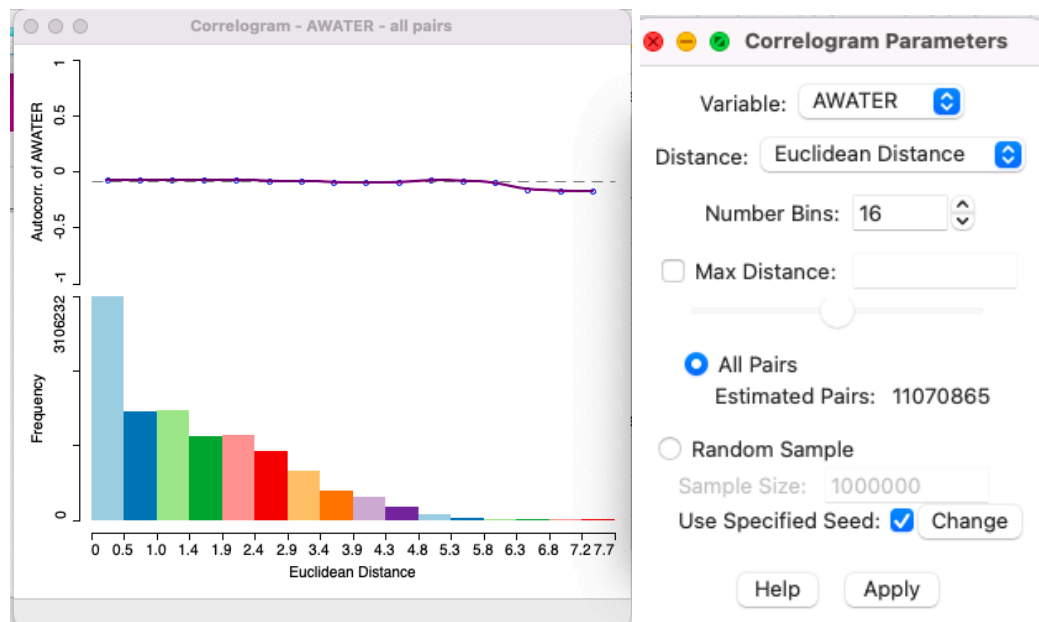 Correlogram - AWATER - all pairs
Autocorr. of AWATER
1
0.5
0
-0.5
-1
Frequency
3106232
0
0 0.5 1.0 1.4 1.9 2.4 2.9 3.4 3.9 4.3 4.8 5.3 5.8 6.3 6.8 7.2 7.7
Euclidean Distance
Correlogram Parameters
Variable: AWATER
Distance: Euclidean Distance
Number Bins: 16
Max Distance:
All Pairs
Estimated Pairs: 11070865
Random Sample
Sample Size: 1000000
Use Specified Seed: Change
Help Apply